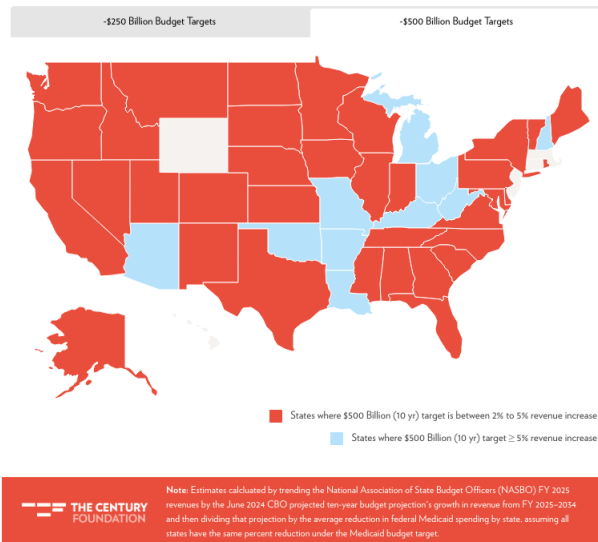 -$250 Billion Budget Targets
-$500 Billion Budget Targets
States where $500 Billion (10 yr) target is between 2% to 5% revenue increase
States where $500 Billion (10 yr) target ≥ 5% revenue increase
THE CENTURY
FOUNDATION
Note: Estimates calcluated by trending the National Association of State Budget Officers (NASBO) FY 2025
revenues by the June 2024 CBO projected ten-year budget projection's growth in revenue from FY 2025–2034
and then dividing that projection by the average reduction in federal Medicaid spending by state, assuming all
states have the same percent reduction under the Medicaid budget target.